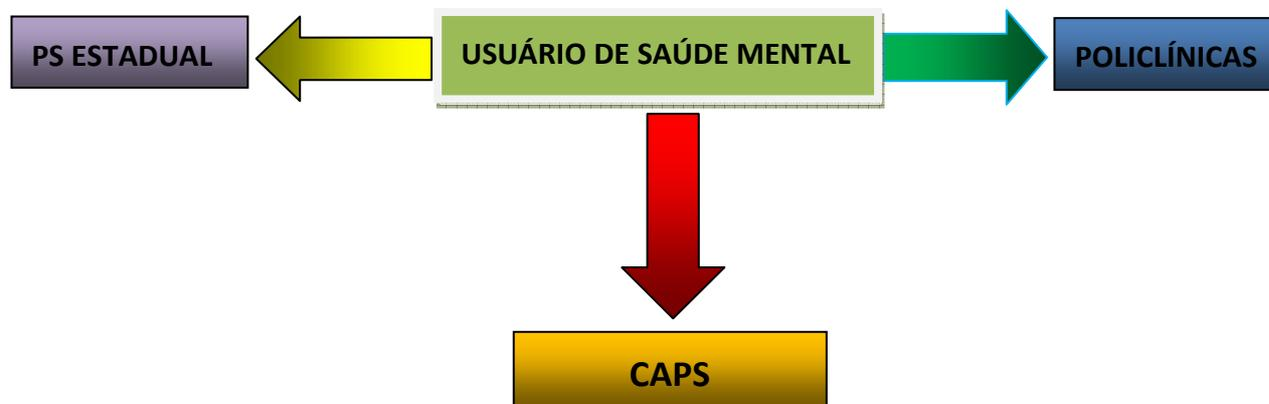 PS ESTADUAL
USUÁRIO DE SAÚDE MENTAL
POLICLÍNICAS
CAPS